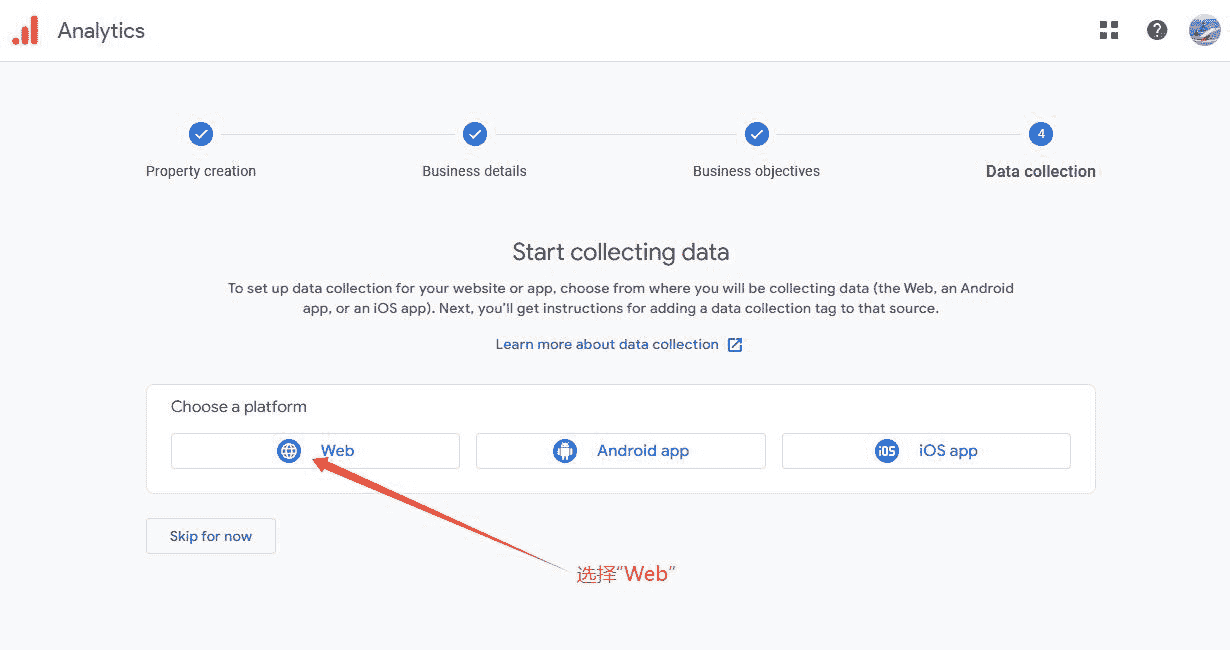 Analytics
4
Property creation
Business details
Business objectives
Data collection
Start collecting data
To set up data collection for your website or app, choose from where you will be collecting data (the Web, an Android
app, or an iOS app). Next, you'll get instructions for adding a data collection tag to that source.
Learn more about data collection
Choose a platform
Web
Android app
iOS iOS app
Skip for now
选择“Web”